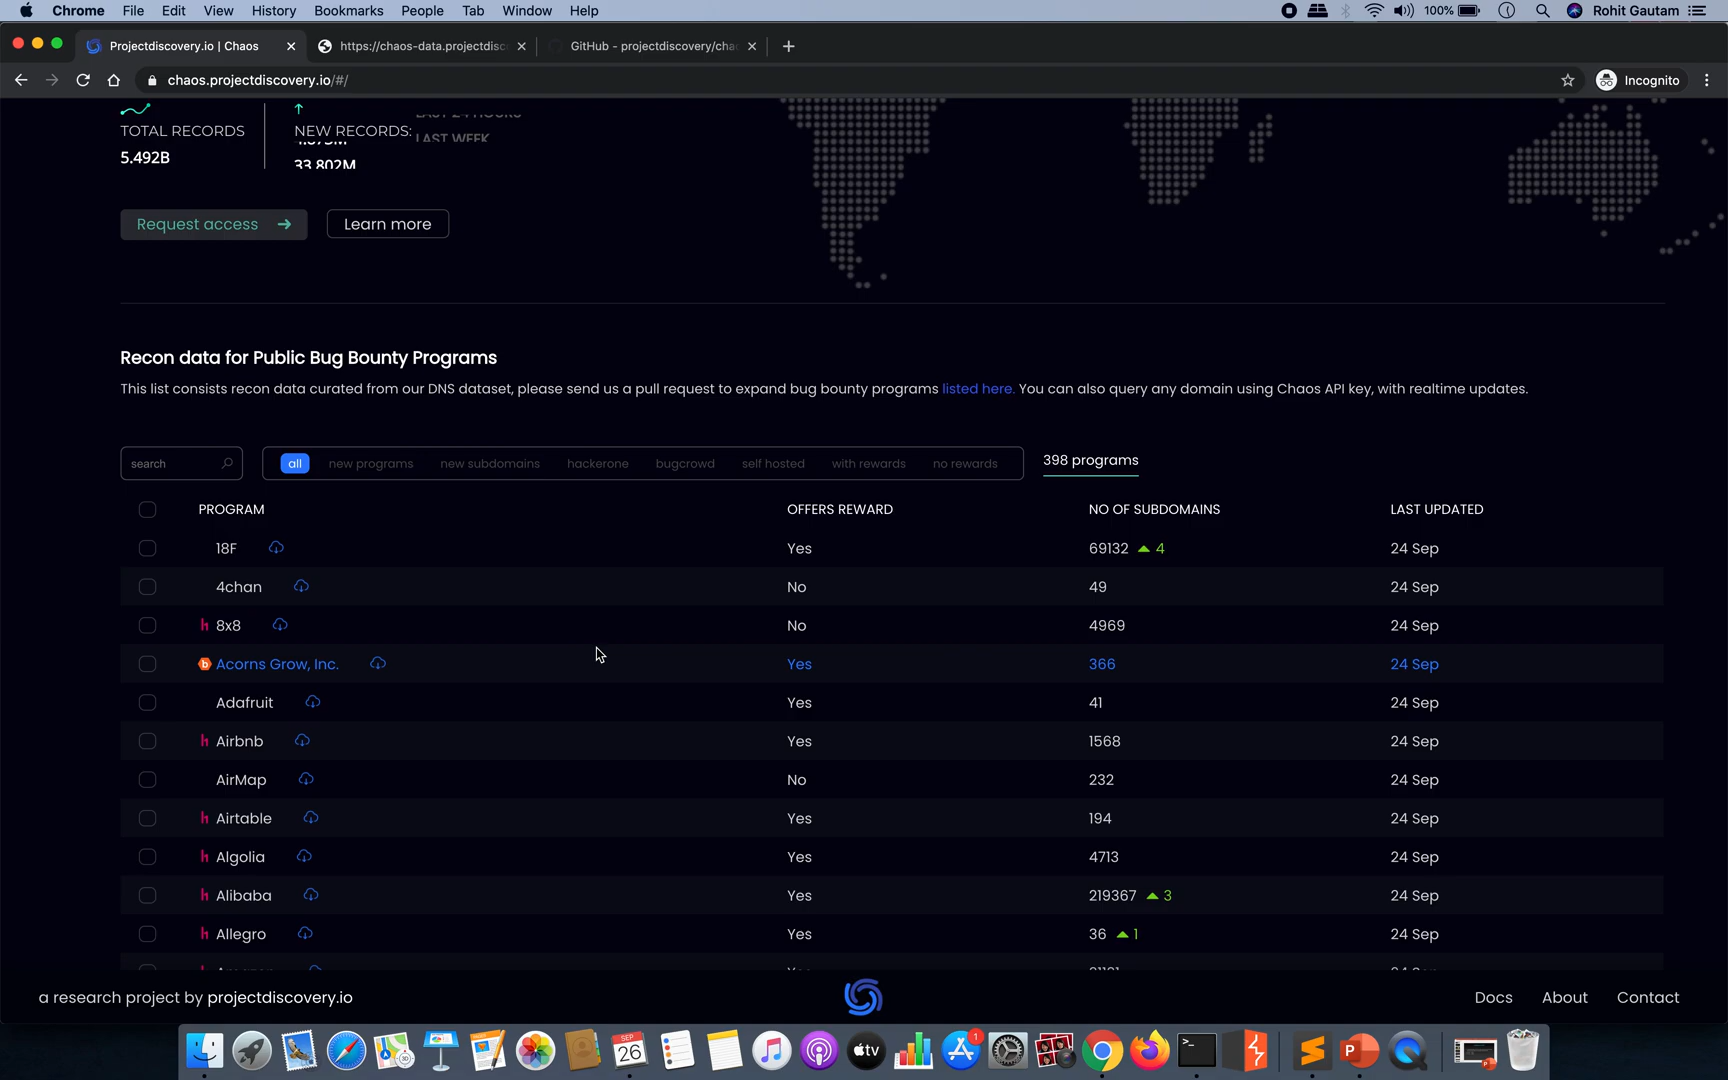 Chrome File Edit View History Bookmarks People Tab Window Help 100% Rohit Gautam
Projectdiscovery.io | Chaos https://chaos-data.projectdisc GitHub - projectdiscovery/cha
chaos.projectdiscovery.io/#/ Incognito
LAST 24 HOURS
TOTAL RECORDS NEW RECORDS: LAST WEEK
5.492B 33.802M
Request access Learn more
Recon data for Public Bug Bounty Programs
This list consists recon data curated from our DNS dataset, please send us a pull request to expand bug bounty programs listed here. You can also query any domain using Chaos API key, with realtime updates.
search all new programs new subdomains hackerone bugcrowd self hosted with rewards no rewards 398 programs
PROGRAM OFFERS REWARD NO OF SUBDOMAINS LAST UPDATED
18F Yes 69132 4 24 Sep
4chan No 49 24 Sep
h 8x8 No 4969 24 Sep
b Acorns Grow, Inc. Yes 366 24 Sep
Adafruit Yes 41 24 Sep
h Airbnb Yes 1568 24 Sep
AirMap No 232 24 Sep
h Airtable Yes 194 24 Sep
h Algolia Yes 4713 24 Sep
h Alibaba Yes 219367 3 24 Sep
h Allegro Yes 36 1 24 Sep
a research project by projectdiscovery.io Docs About Contact
SEP
26
tv
1